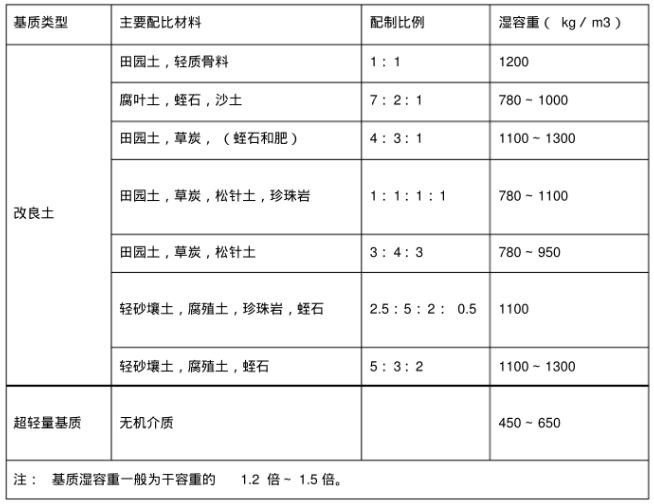 基质类型 主要配比材料 配制比例 湿容重（ kg / m3 ）
田园土，轻质骨料 1：1 1200
腐叶土，蛭石，沙土 7：2：1 780 ~ 1000
田园土，草炭，（蛭石和肥） 4：3：1 1100 ~ 1300
田园土，草炭，松针土，珍珠岩 1：1：1：1 780 ~ 1100
改良土
田园土，草炭，松针土 3：4：3 780 ~ 950
轻砂壤土，腐殖土，珍珠岩，蛭石 2.5：5：2： 0.5 1100
轻砂壤土，腐殖土，蛭石 5：3：2 1100 ~ 1300
超轻量基质 无机介质 450 ~ 650
注： 基质湿容重一般为干容重的 1.2 倍 ~ 1.5 倍。